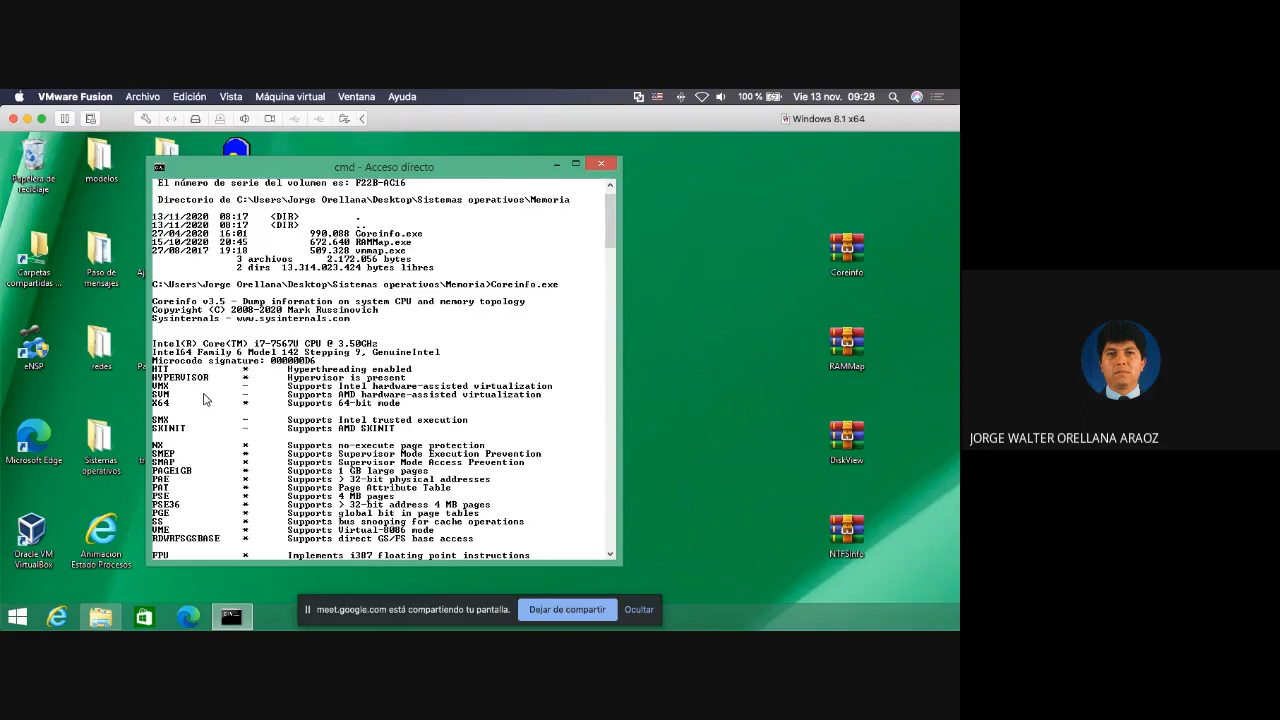 VMware Fusion Archivo Edición Vista Máquina virtual Ventana Ayuda 100 % Vie 13 nov. 09:28
Windows 8.1 x64
Papelera de reciclaje
modelos
Carpetas compartidas ...
Paso de mensajes
eNSP
redes
Microsoft Edge
Sistemas operativos
Oracle VM VirtualBox
Animacion Estado Procesos
cmd - Acceso directo
El número de serie del volumen es: F22B-AC16
Directorio de C:\Users\Jorge Orellana\Desktop\Sistemas operativos\Memoria
13/11/2020 08:17 <DIR> .
13/11/2020 08:17 <DIR> ..
27/04/2020 16:01 990.088 Coreinfo.exe
15/10/2020 20:45 672.640 RAMMap.exe
27/08/2017 19:18 509.328 vmmap.exe
3 archivos 2.172.056 bytes
2 dirs 13.314.023.424 bytes libres
C:\Users\Jorge Orellana\Desktop\Sistemas operativos\Memoria>Coreinfo.exe
Coreinfo v3.5 - Dump information on system CPU and memory topology
Copyright (C) 2008-2020 Mark Russinovich
Sysinternals - www.sysinternals.com
Intel(R) Core(TM) i7-7567U CPU @ 3.50GHz
Intel64 Family 6 Model 142 Stepping 9, GenuineIntel
Microcode signature: 000000D6
HTT * Hyperthreading enabled
HYPERVISOR * Hypervisor is present
VMX - Supports Intel hardware-assisted virtualization
SVM - Supports AMD hardware-assisted virtualization
X64 * Supports 64-bit mode
SMX - Supports Intel trusted execution
SKINIT - Supports AMD SKINIT
NX * Supports no-execute page protection
SMEP * Supports Supervisor Mode Execution Prevention
SMAP * Supports Supervisor Mode Access Prevention
PAGE1GB * Supports 1 GB large pages
PAE * Supports > 32-bit physical addresses
PAT * Supports Page Attribute Table
PSE * Supports 4 MB pages
PSE36 * Supports > 32-bit address 4 MB pages
PGE * Supports global bit in page tables
SS * Supports bus snooping for cache operations
VME * Supports Virtual-8086 mode
RDWRFSGSBASE * Supports direct GS/FS base access
FPU * Implements i387 floating point instructions
Coreinfo
RAMMap
DiskView
NTFSInfo
meet.google.com está compartiendo tu pantalla. Dejar de compartir Ocultar
JORGE WALTER ORELLANA ARAOZ